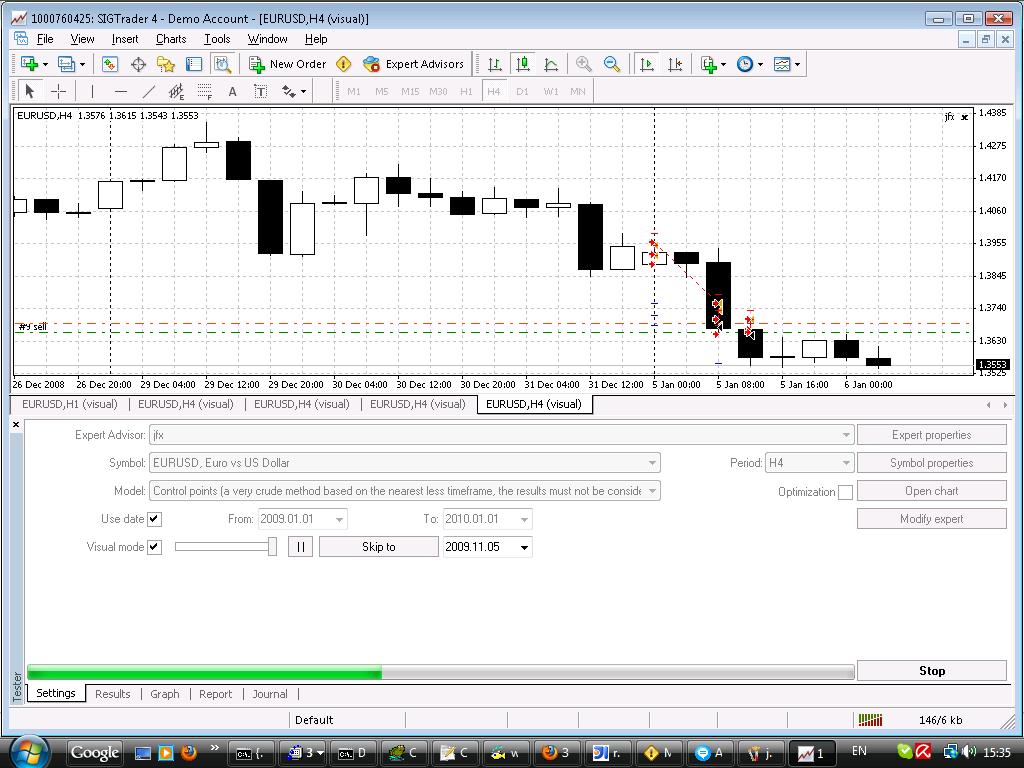 1000760425: SIGTrader 4 - Demo Account - [EURUSD,H4 (visual)]
File View Insert Charts Tools Window Help
New Order Expert Advisors
A T M1 M5 M15 M30 H1 H4 D1 W1 MN
EURUSD,H4 1.3576 1.3615 1.3543 1.3553
jfx x
1.4385
1.4275
1.4170
1.4060
1.3955
1.3845
1.3740
#9 sell
1.3630
1.3553
1.3525
26 Dec 2008 26 Dec 20:00 29 Dec 04:00 29 Dec 12:00 29 Dec 20:00 30 Dec 04:00 30 Dec 12:00 30 Dec 20:00 31 Dec 04:00 31 Dec 12:00 5 Jan 00:00 5 Jan 08:00 5 Jan 16:00 6 Jan 00:00
EURUSD,H1 (visual) EURUSD,H4 (visual) EURUSD,H4 (visual) EURUSD,H4 (visual) EURUSD,H4 (visual)
Expert Advisor: jfx Expert properties
Symbol: EURUSD, Euro vs US Dollar Period: H4 Symbol properties
Model: Control points (a very crude method based on the nearest less timeframe, the results must not be conside Optimization Open chart
Use date From: 2009.01.01 To: 2010.01.01 Modify expert
Visual mode Skip to 2009.11.05
Stop
Tester
Settings Results Graph Report Journal
Default 146/6 kb
Google » {. 3 D C C w 3 r. M A j. 1 EN 15:35